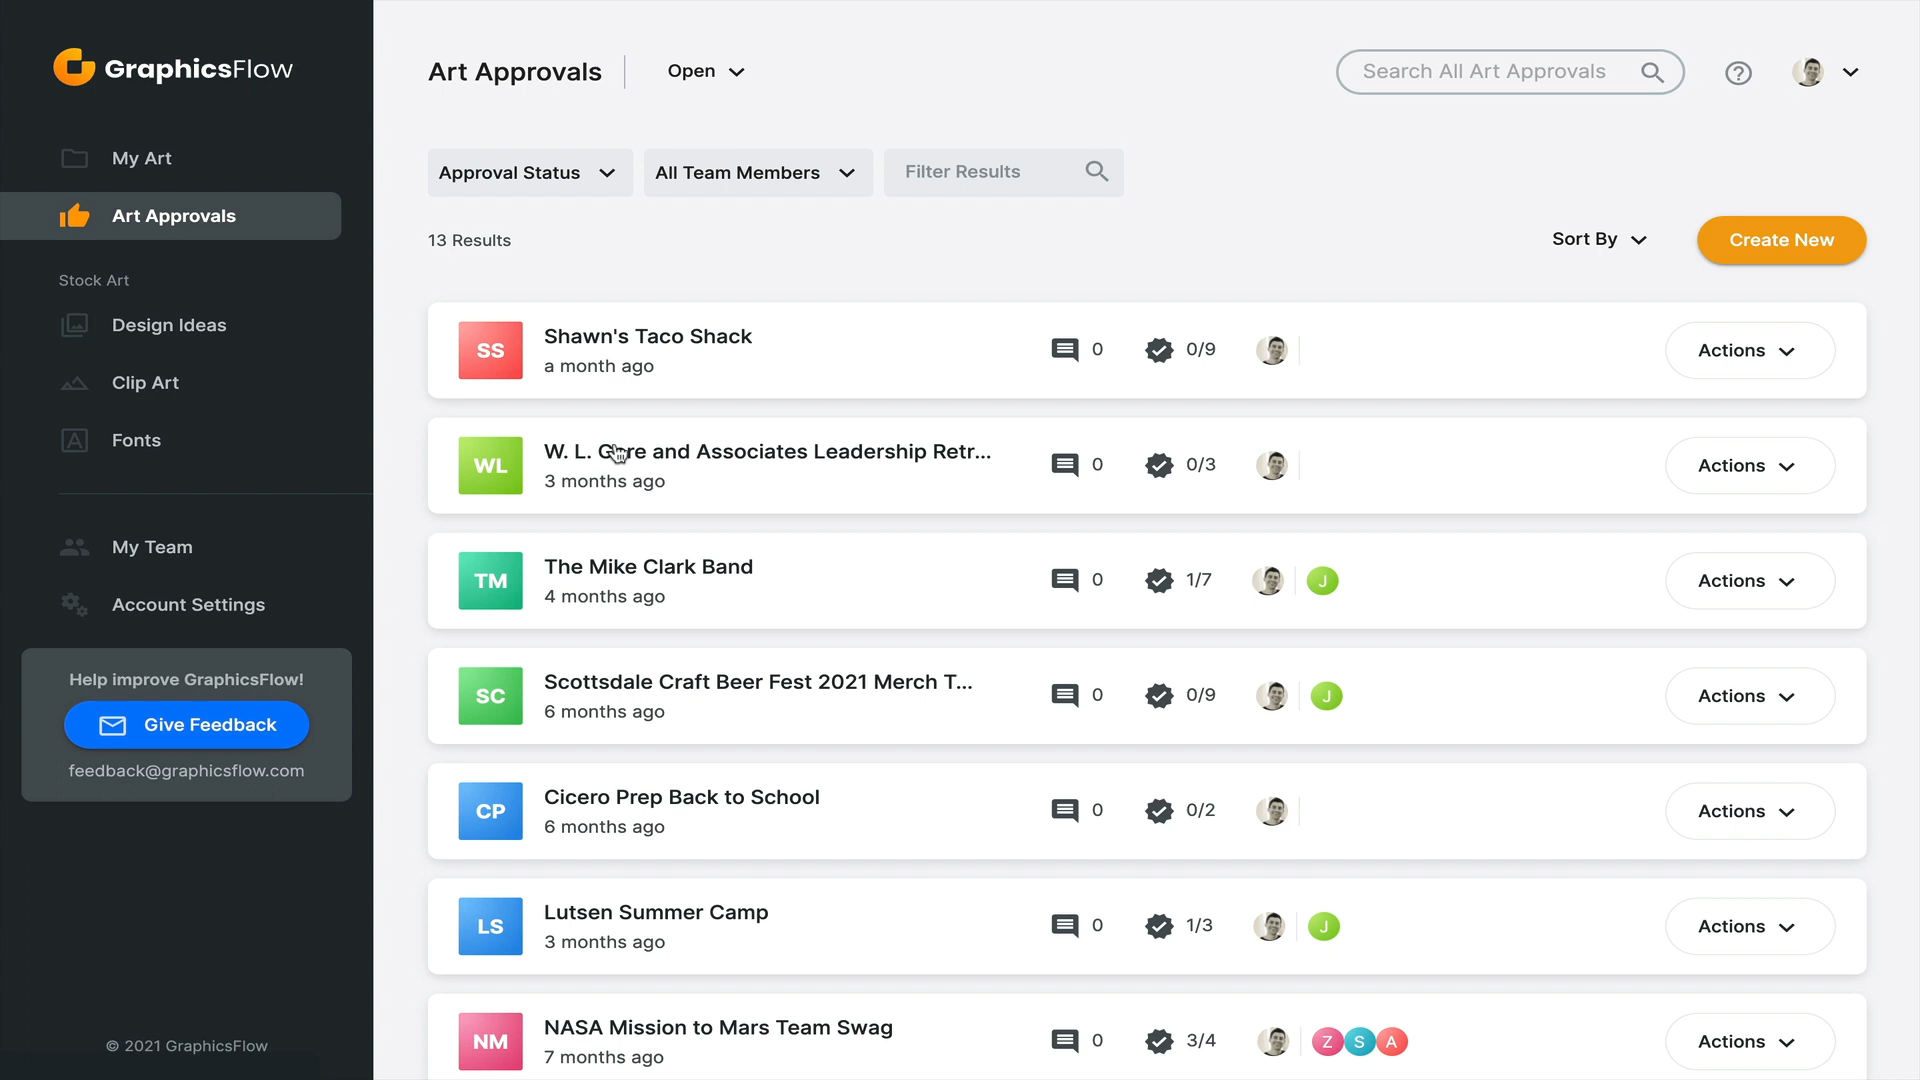 GraphicsFlow
My Art
Art Approvals
Stock Art
Design Ideas
Clip Art
Fonts
My Team
Account Settings
Help improve GraphicsFlow!
Give Feedback
feedback@graphicsflow.com
© 2021 GraphicsFlow
Art Approvals
Open
Search All Art Approvals
Approval Status
All Team Members
Filter Results
13 Results
Sort By
Create New
SS
Shawn's Taco Shack
a month ago
0
0/9
Actions
WL
W. L. Gore and Associates Leadership Retr...
3 months ago
0
0/3
Actions
TM
The Mike Clark Band
4 months ago
0
1/7
J
Actions
SC
Scottsdale Craft Beer Fest 2021 Merch T...
6 months ago
0
0/9
J
Actions
CP
Cicero Prep Back to School
6 months ago
0
0/2
Actions
LS
Lutsen Summer Camp
3 months ago
0
1/3
J
Actions
NM
NASA Mission to Mars Team Swag
7 months ago
0
3/4
Z S A
Actions